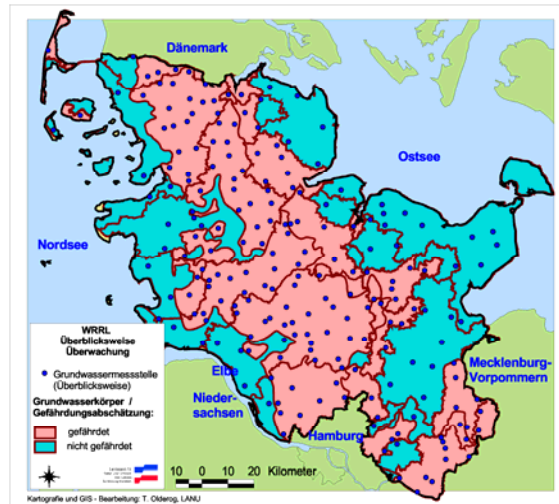 Dänemark
Ostsee
Nordsee
WRRL
Überblicksweise
Überwachung
Grundwassermessstelle
(Überblicksweise)
Grundwasserkörper /
Gefährdungsabschätzung:
gefährdet
nicht gefährdet
Elbe
Nieder-
sachsen
Hamburg
Mecklenburg-
Vorpommern
10 0 10 20 Kilometer
Kartografie und GIS - Bearbeitung: T. Olderog, LANU